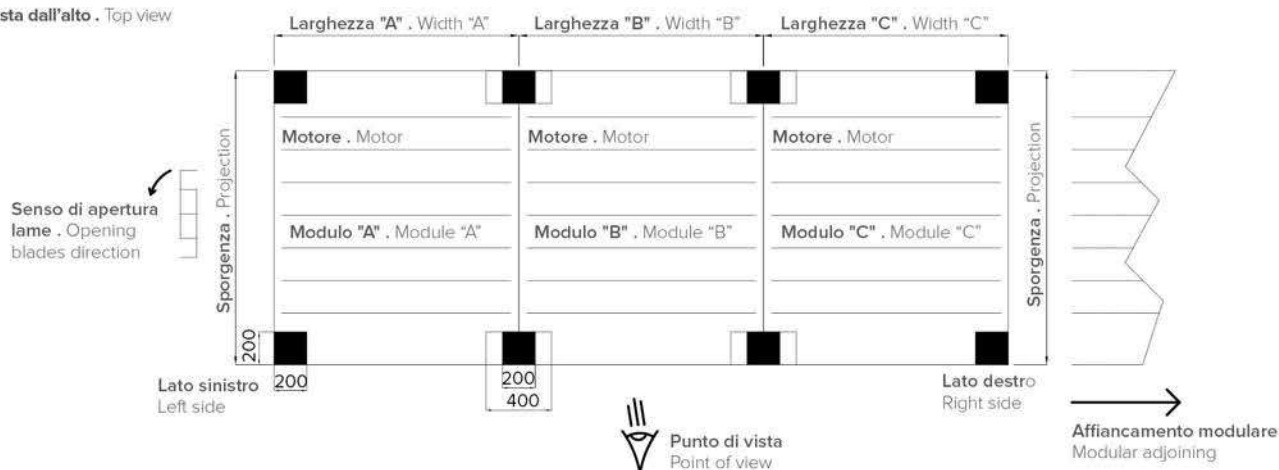 sta dall'alto . Top view
Larghezza "A" . Width “A”
Larghezza "B" . Width “B”
Larghezza "C" . Width “C”
Motore . Motor
Motore . Motor
Motore . Motor
Sporgenza . Projection
Sporgenza . Projection
Senso di apertura
lame . Opening
blades direction
Modulo "A" . Module “A”
Modulo "B" . Module “B”
Modulo "C" . Module “C”
200
200
200
400
Lato sinistro
Left side
Lato destro
Right side
Punto di vista
Point of view
Affiancamento modulare
Modular adjoining